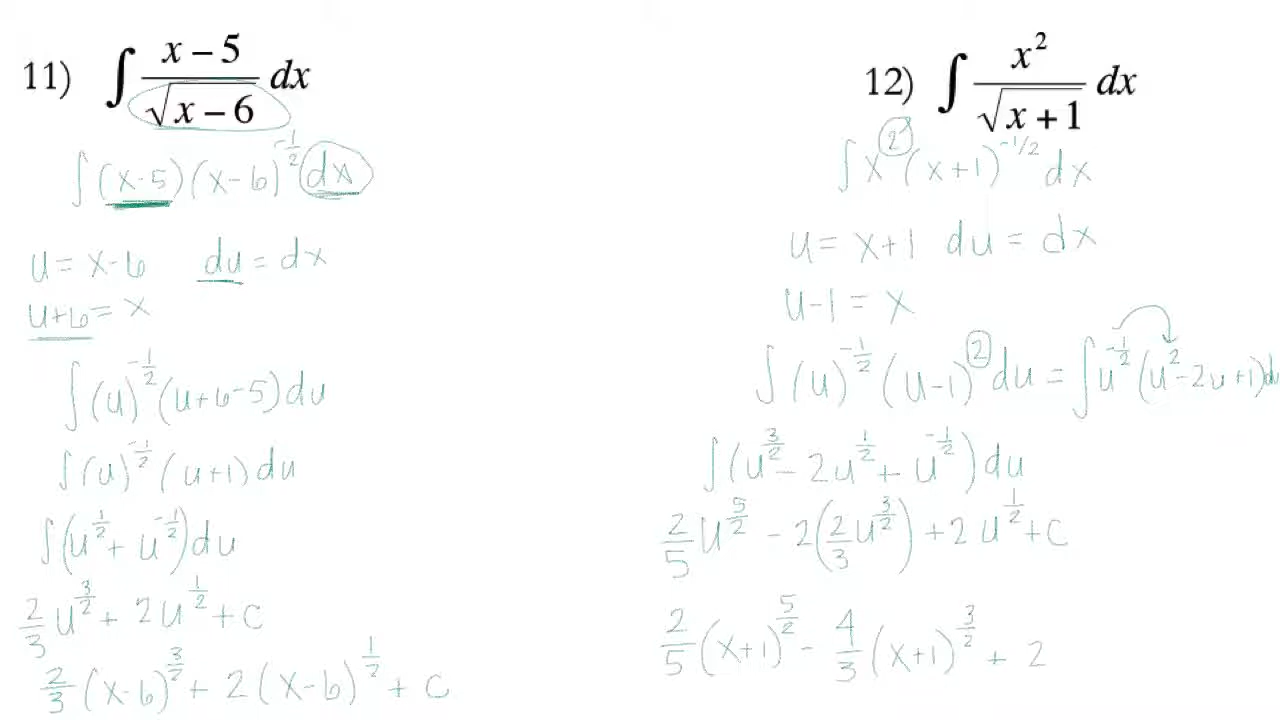 11) ∫ (x − 5)/√(x − 6) dx
∫ (x-5)(x-6)^(-1/2) dx
u = x-6 du = dx
u+6 = x
∫ (u)^(-1/2) (u+6-5) du
∫ (u)^(-1/2) (u+1) du
∫ (u^(1/2) + u^(-1/2)) du
2/3 u^(3/2) + 2u^(1/2) + c
2/3 (x-6)^(3/2) + 2(x-6)^(1/2) + c
12) ∫ x²/√(x + 1) dx
∫ x² (x+1)^(-1/2) dx
u = x+1 du = dx
u-1 = x
∫ (u)^(-1/2) (u-1)² du = ∫ u^(-1/2) (u² - 2u + 1) du
∫ (u^(3/2) - 2u^(1/2) + u^(-1/2)) du
2/5 u^(5/2) - 2(2/3 u^(3/2)) + 2u^(1/2) + c
2/5 (x+1)^(5/2) - 4/3 (x+1)^(3/2) + 2